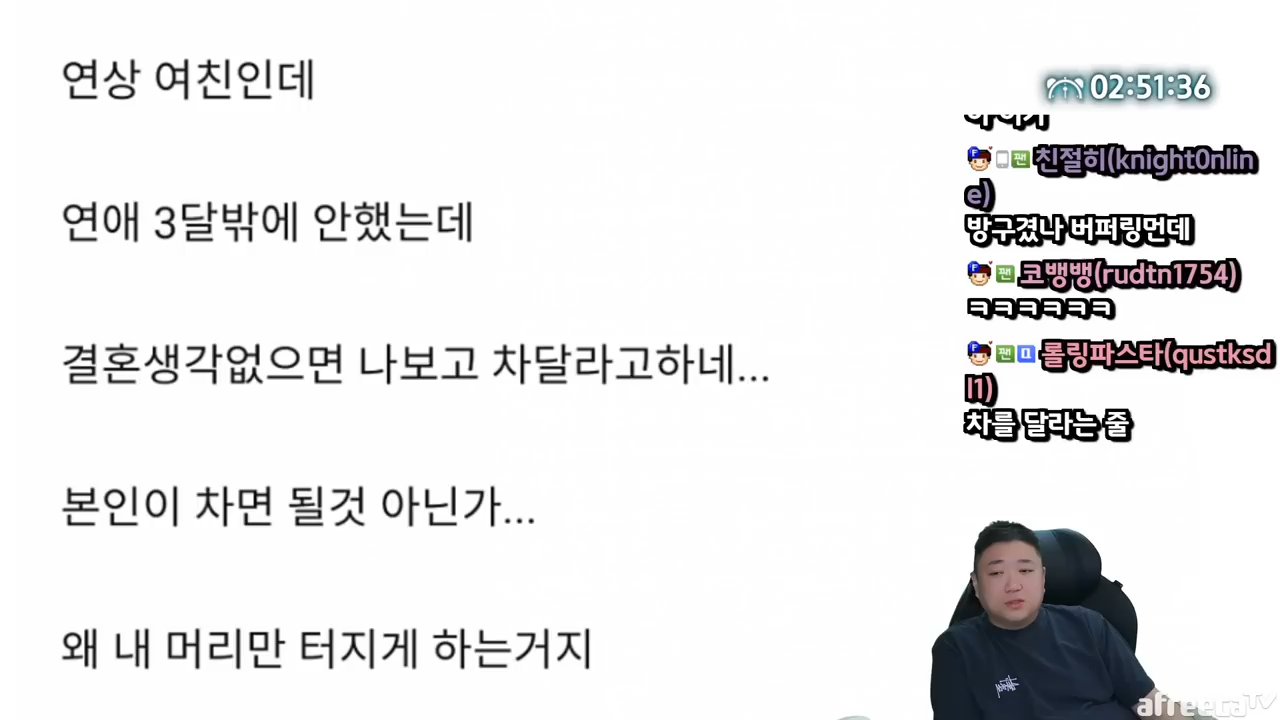 연상 여친인데
연애 3달밖에 안했는데
결혼생각없으면 나보고 차달라고하네...
본인이 차면 될것 아닌가...
왜 내 머리만 터지게 하는거지
02:51:36
친절히(knight0nlin
e)
방구겼나 버퍼링먼데
코뱅뱅(rudtn1754)
ㅋㅋㅋㅋㅋㅋ
롤링파스타(qustksd
l1)
차를 달라는 줄
afreecaTV